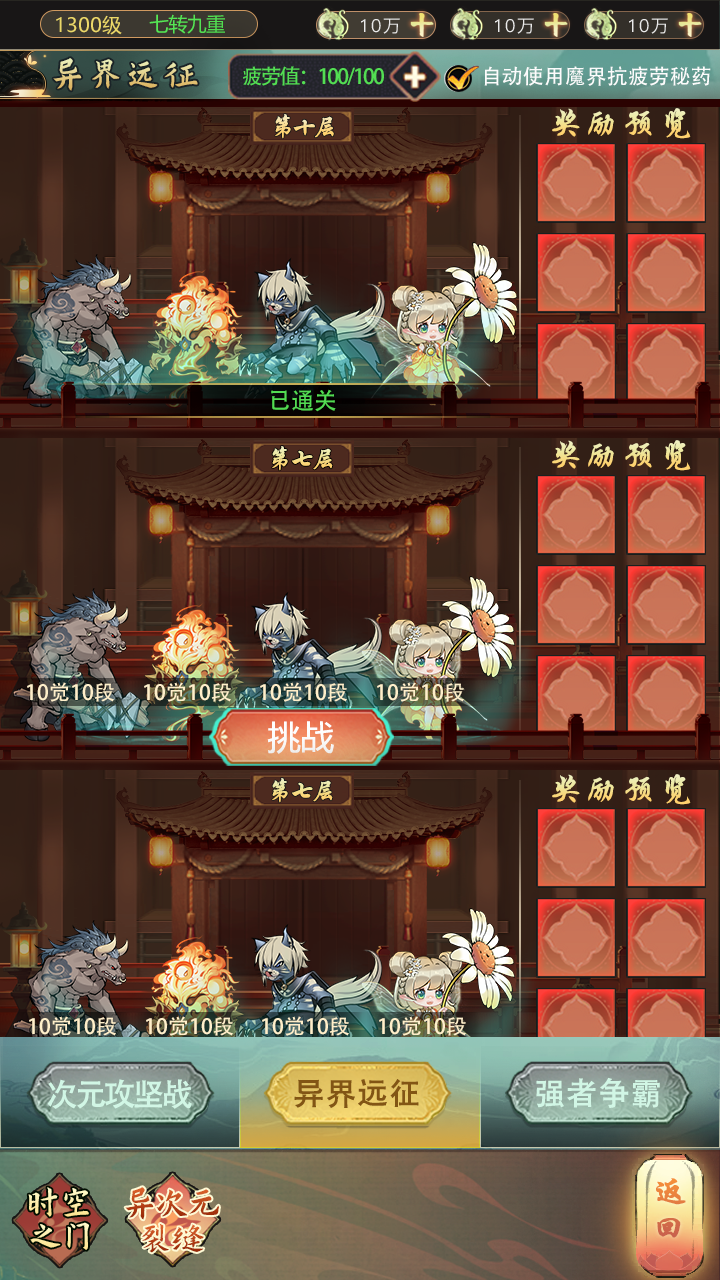 1300级 七转九重 10万 10万 10万
异界远征 疲劳值：100/100 自动使用魔界抗疲劳秘药
第十层 奖励预览
已通关
第七层 奖励预览
10觉10段 10觉10段 10觉10段 10觉10段
挑战
第七层 奖励预览
10觉10段 10觉10段 10觉10段 10觉10段
次元攻坚战 异界远征 强者争霸
时空
之门
异次元
裂缝
返
回